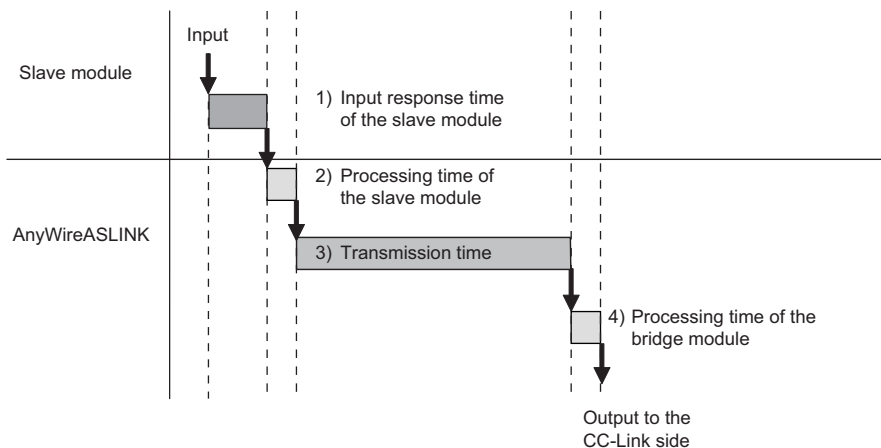 Input
Slave module
1) Input response time
of the slave module
2) Processing time of
the slave module
AnyWireASLINK
3) Transmission time
4) Processing time of the
bridge module
Output to the
CC-Link side